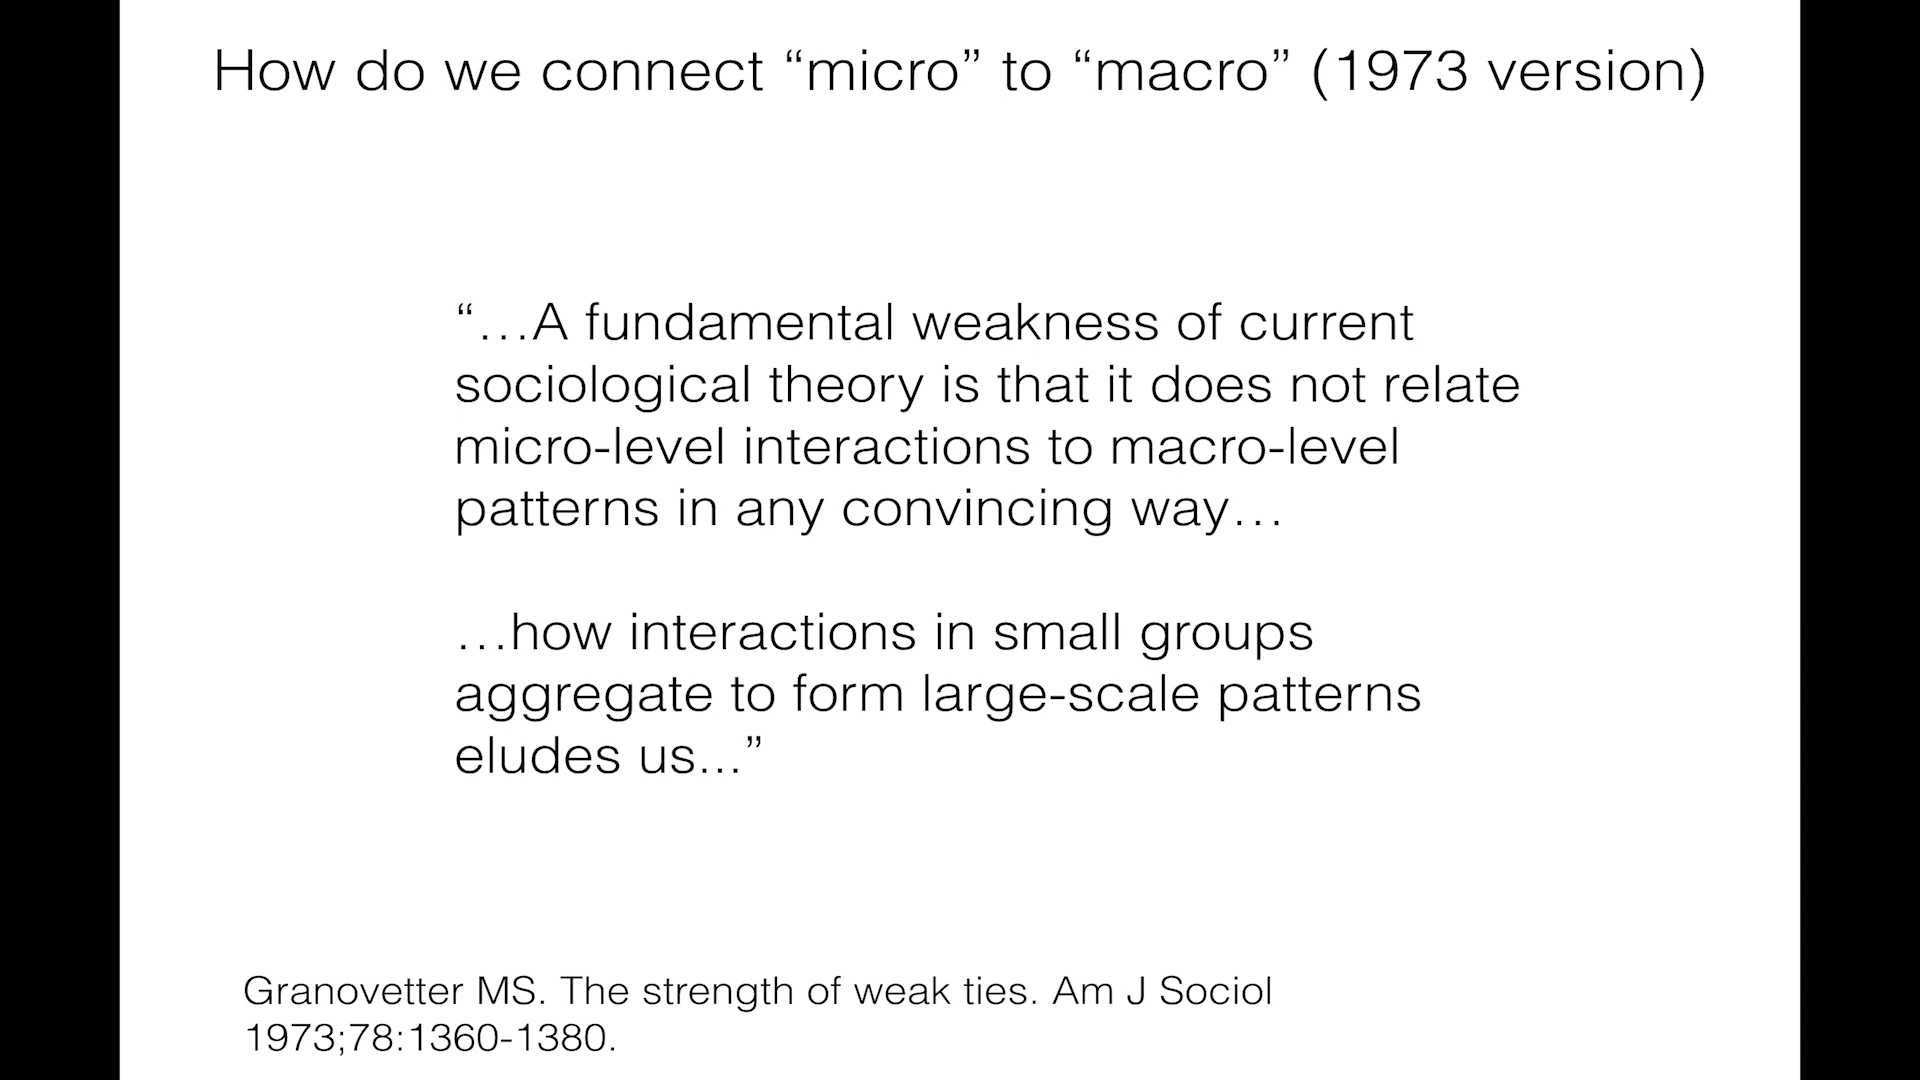 How do we connect “micro” to “macro” (1973 version)
“…A fundamental weakness of current
sociological theory is that it does not relate
micro-level interactions to macro-level
patterns in any convincing way…
…how interactions in small groups
aggregate to form large-scale patterns
eludes us...”
Granovetter MS. The strength of weak ties. Am J Sociol
1973;78:1360-1380.